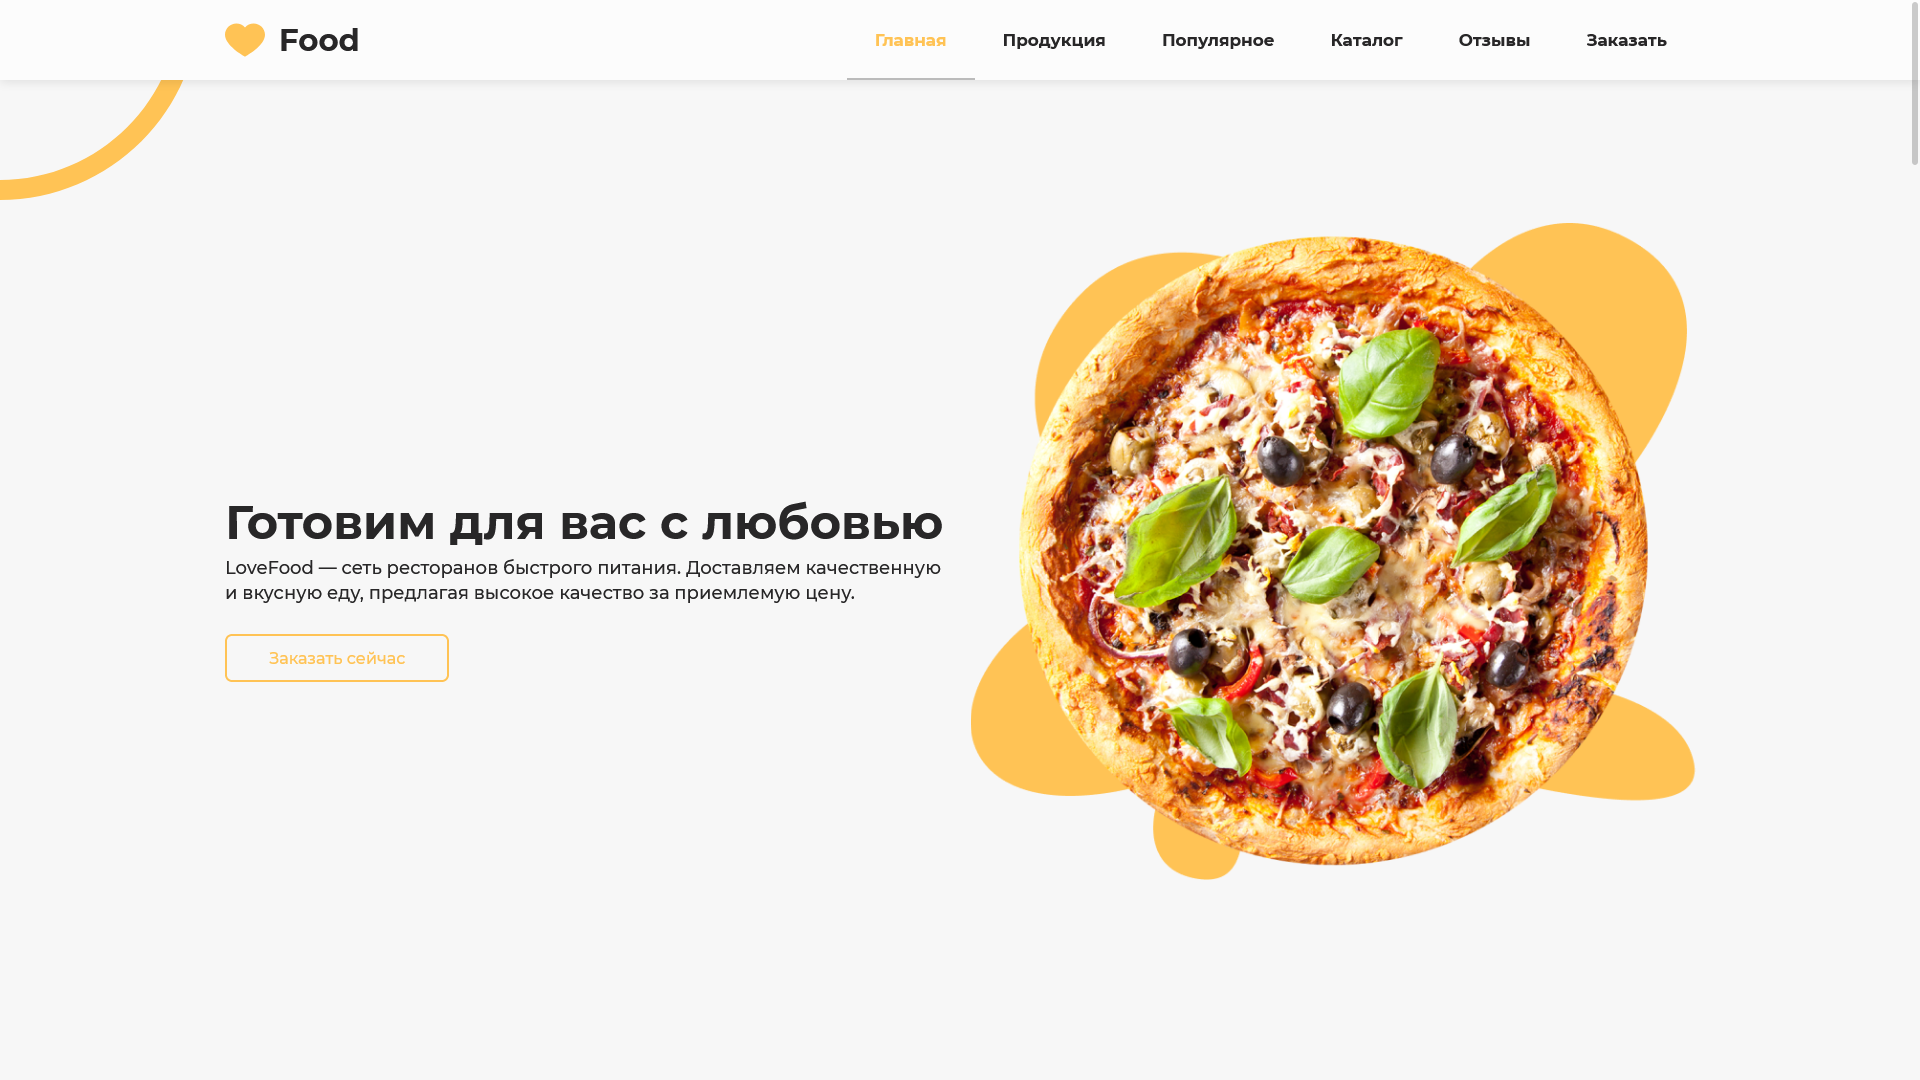 Food
Главная
Продукция
Популярное
Каталог
Отзывы
Заказать
Готовим для вас с любовью
LoveFood — сеть ресторанов быстрого питания. Доставляем качественную
и вкусную еду, предлагая высокое качество за приемлемую цену.
Заказать сейчас